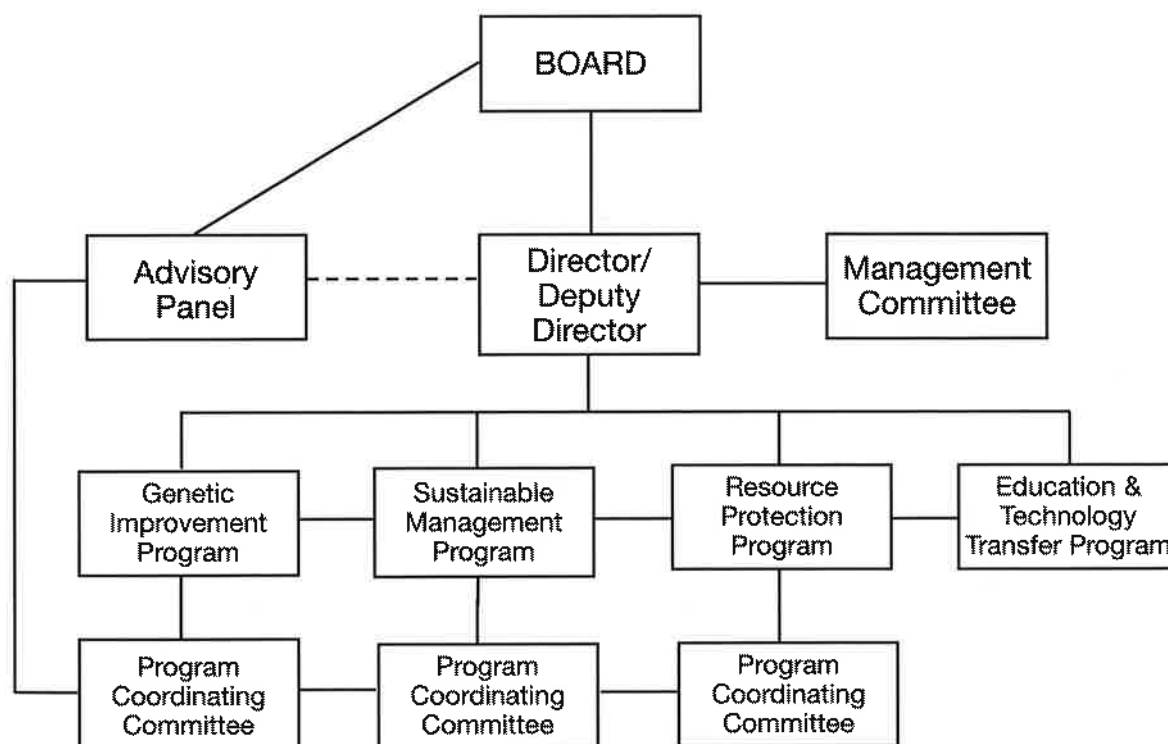 BOARD
Advisory
Panel
Director/
Deputy
Director
Management
Committee
Genetic
Improvement
Program
Sustainable
Management
Program
Resource
Protection
Program
Education &
Technology
Transfer Program
Program
Coordinating
Committee
Program
Coordinating
Committee
Program
Coordinating
Committee